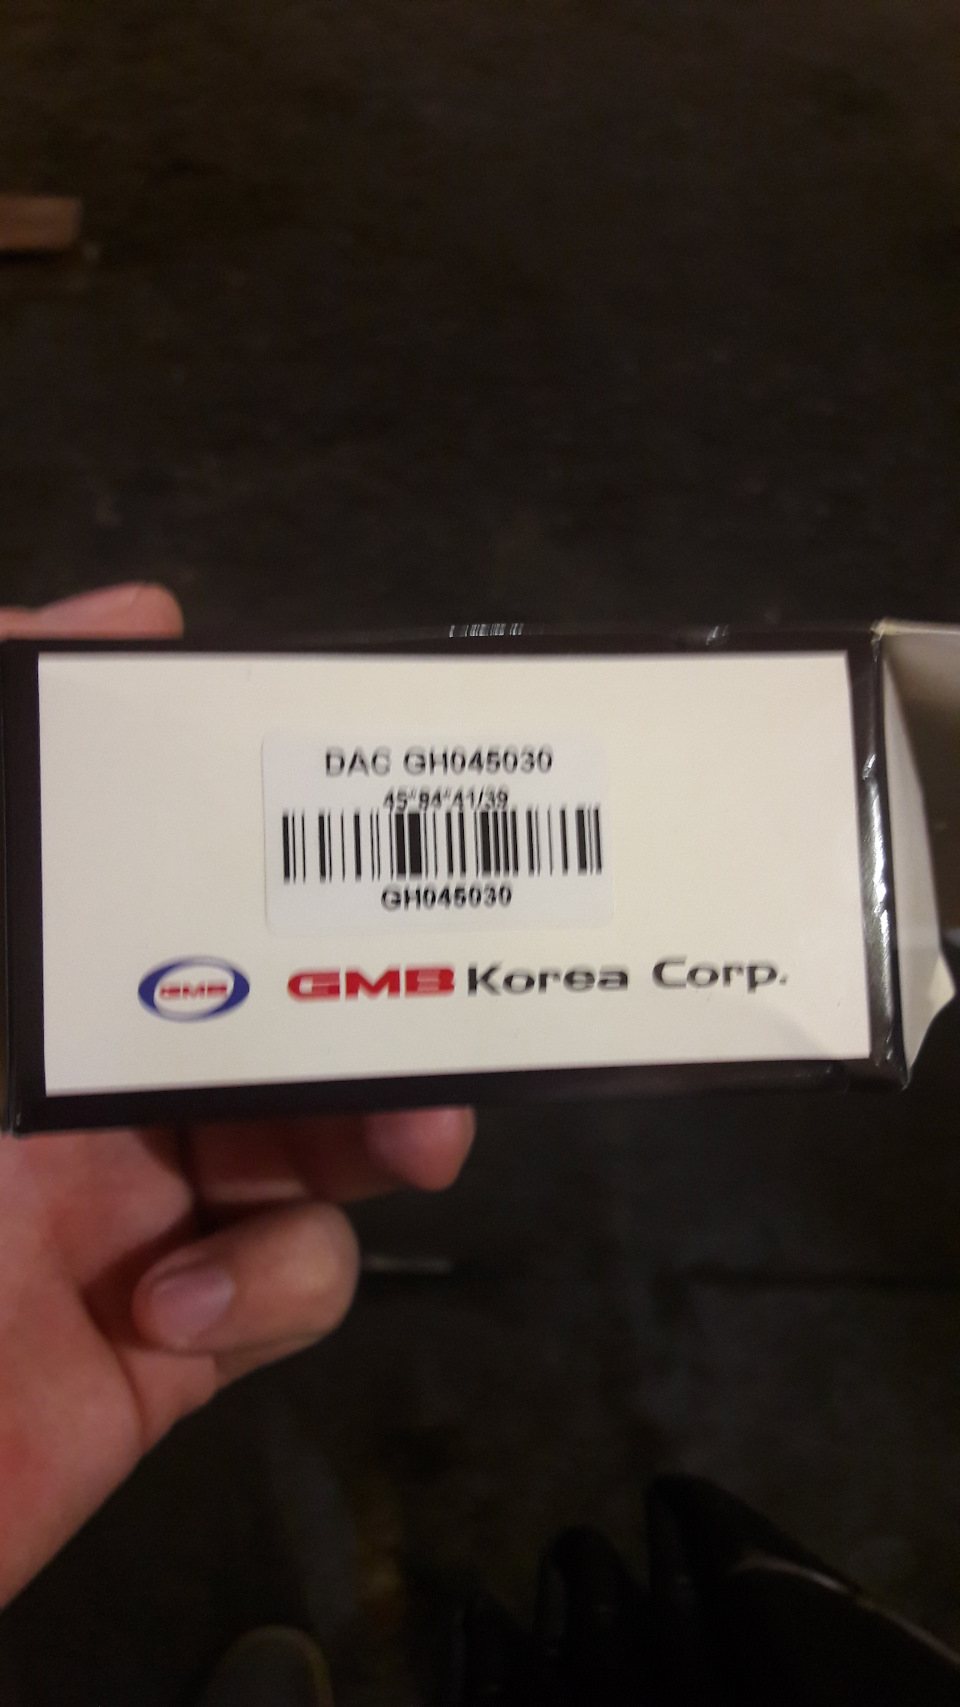 DAC GH045030
45*84*41/39
GH045030
GMB GMB Korea Corp.